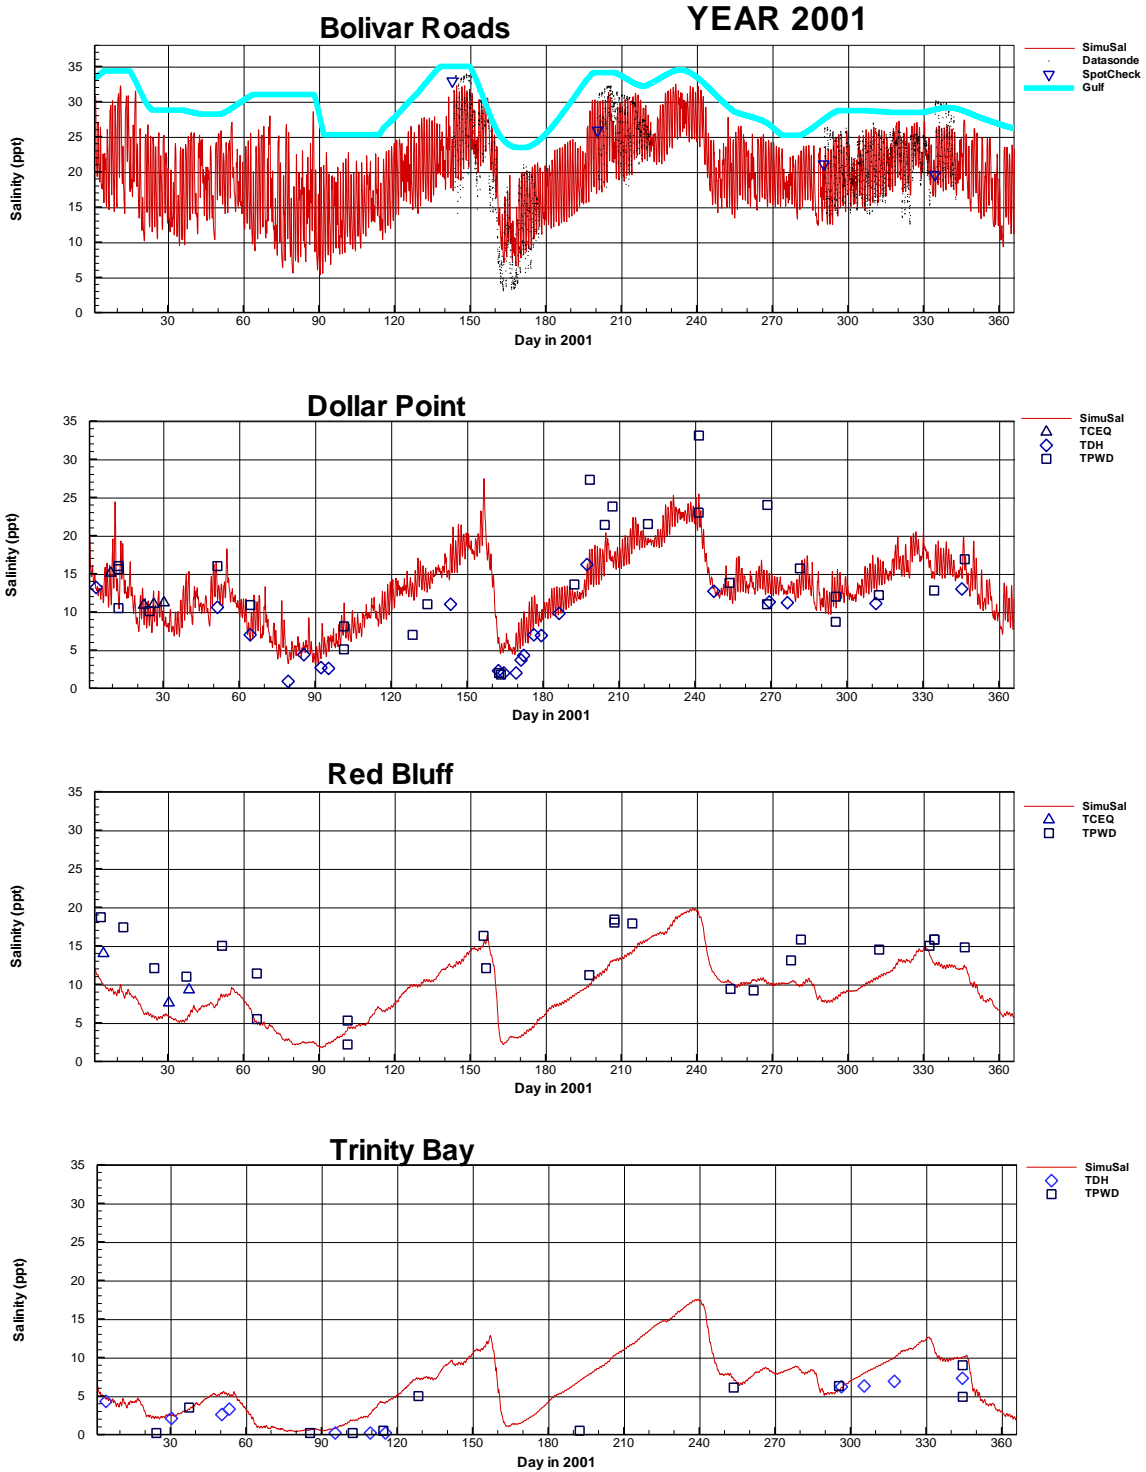 YEAR 2001
Bolivar Roads
35
30
25
20
15
10
5
0
Salinity (ppt)
30 60 90 120 150 180 210 240 270 300 330 360
Day in 2001
SimuSal
Datasonde
SpotCheck
Gulf
Dollar Point
35
30
25
20
15
10
5
0
Salinity (ppt)
30 60 90 120 150 180 210 240 270 300 330 360
Day in 2001
SimuSal
TCEQ
TDH
TPWD
Red Bluff
35
30
25
20
15
10
5
0
Salinity (ppt)
30 60 90 120 150 180 210 240 270 300 330 360
Day in 2001
SimuSal
TCEQ
TPWD
Trinity Bay
35
30
25
20
15
10
5
0
Salinity (ppt)
30 60 90 120 150 180 210 240 270 300 330 360
Day in 2001
SimuSal
TDH
TPWD